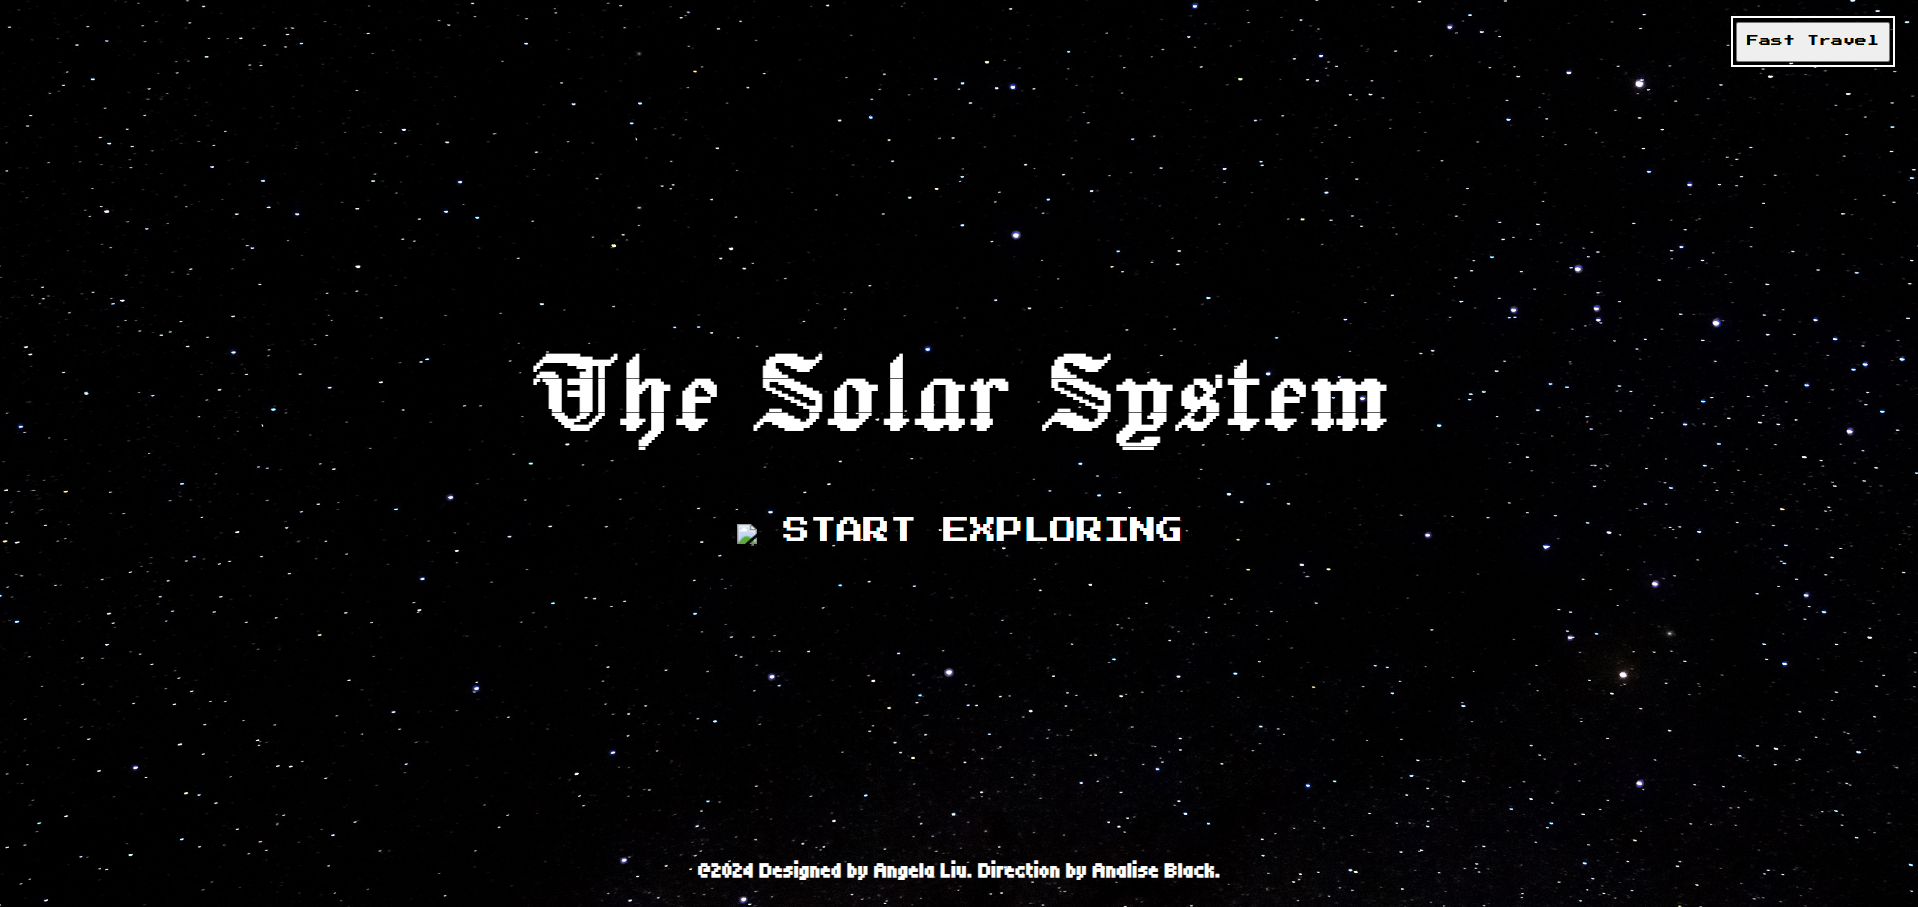 Fast Travel
The Solar System
START EXPLORING
©2024 Designed by Angela Liu. Direction by Analise Black.